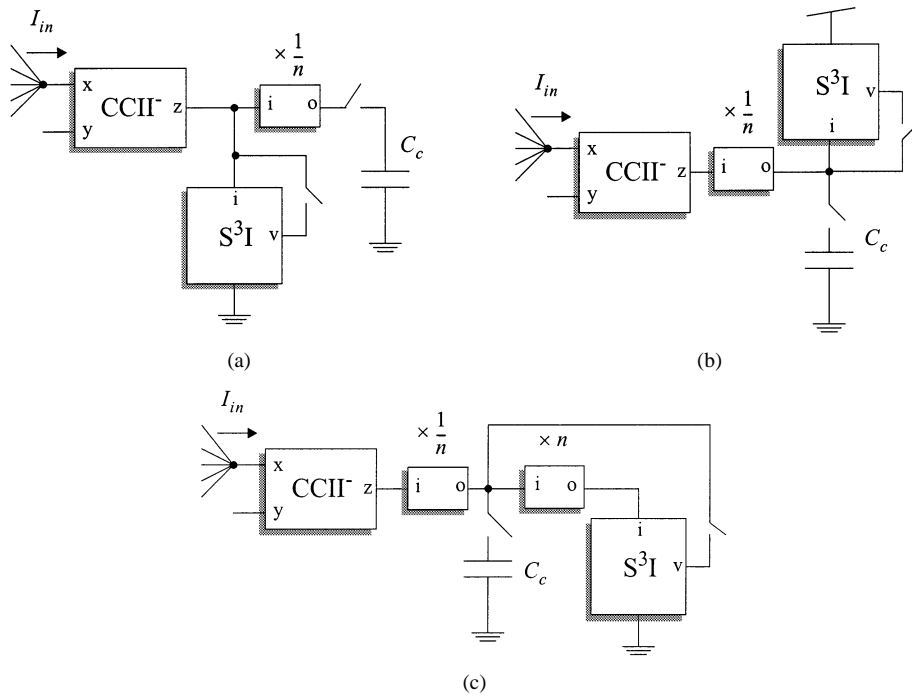 I_in
× 1/n
x
CCII⁻
z
i
o
y
C_c
i
S³I
v
(a)
S³I
v
i
I_in
× 1/n
x
CCII⁻
z
i
o
y
C_c
(b)
I_in
× 1/n
× n
x
CCII⁻
z
i
o
i
o
y
i
C_c
S³I
v
(c)